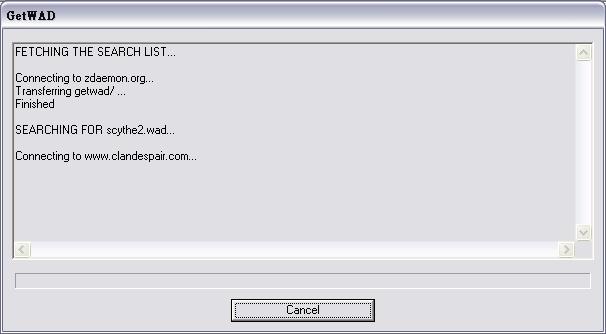 GetWAD
FETCHING THE SEARCH LIST...
Connecting to zdaemon.org...
Transferring getwad/ ...
Finished
SEARCHING FOR scythe2.wad...
Connecting to www.clandespair.com...
Cancel